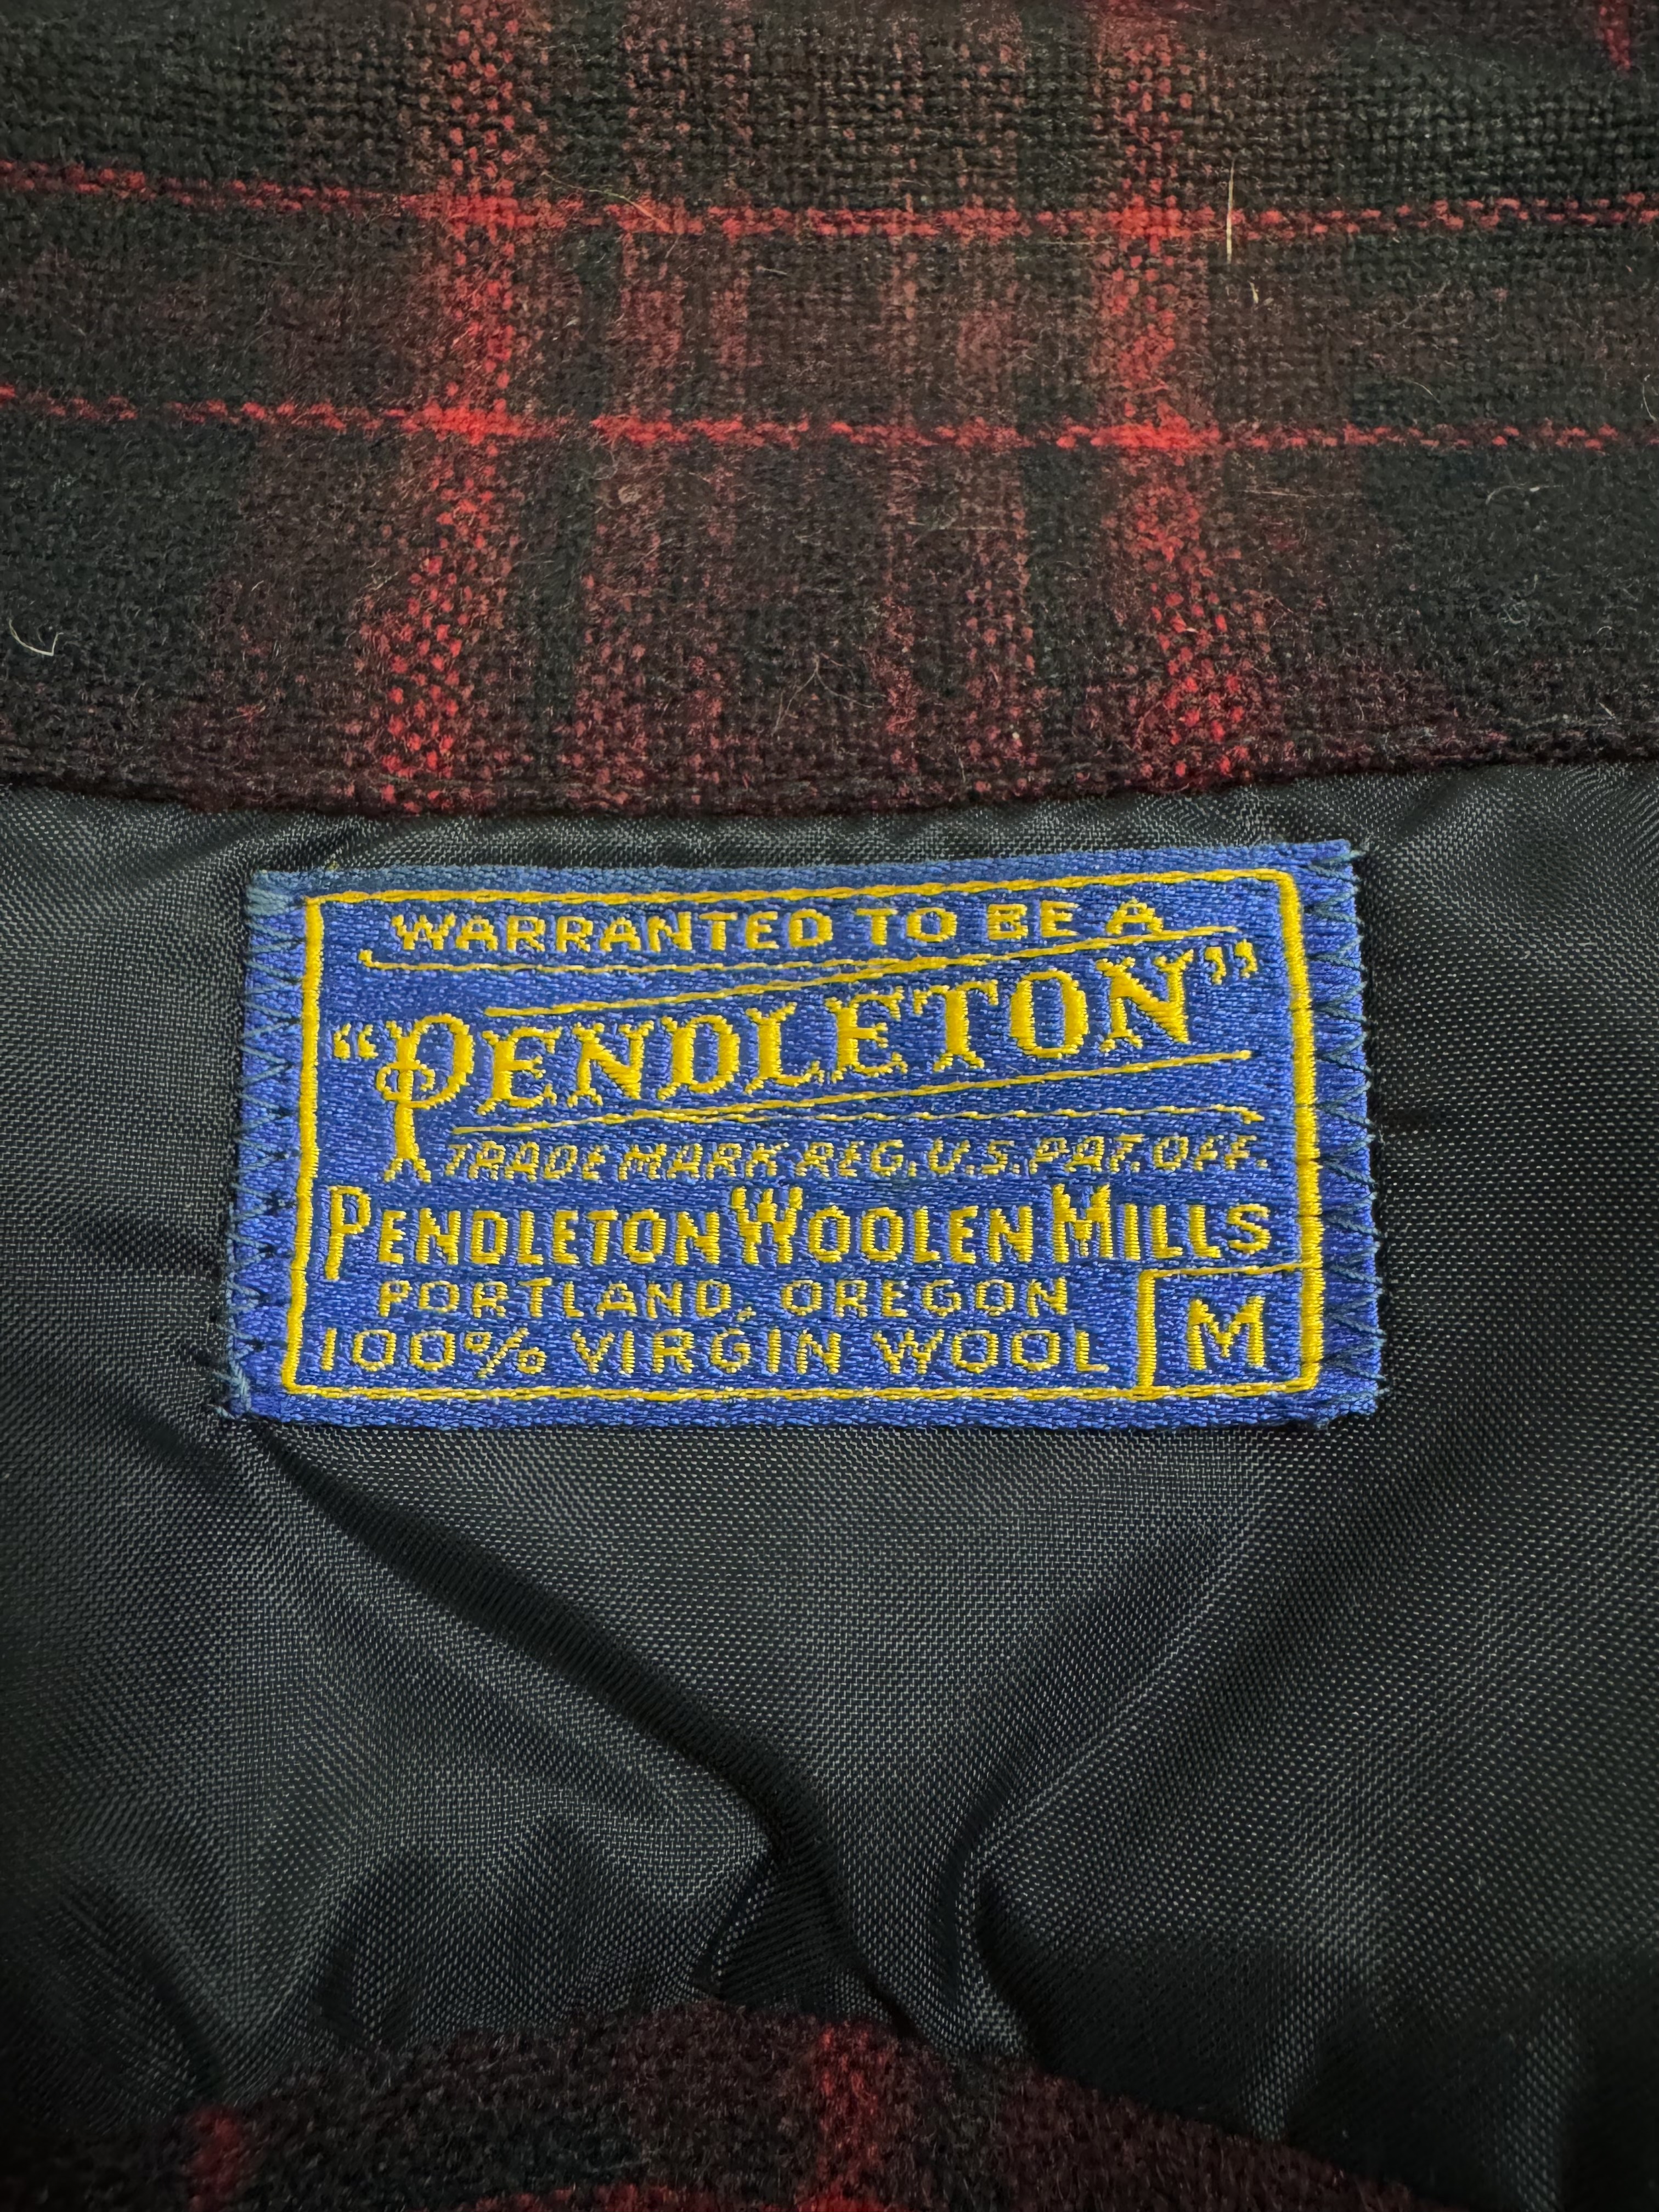 WARRANTED TO BE A
"PENDLETON"
TRADE MARK REG. U.S. PAT. OFF.
PENDLETON WOOLEN MILLS
PORTLAND, OREGON
100% VIRGIN WOOL M